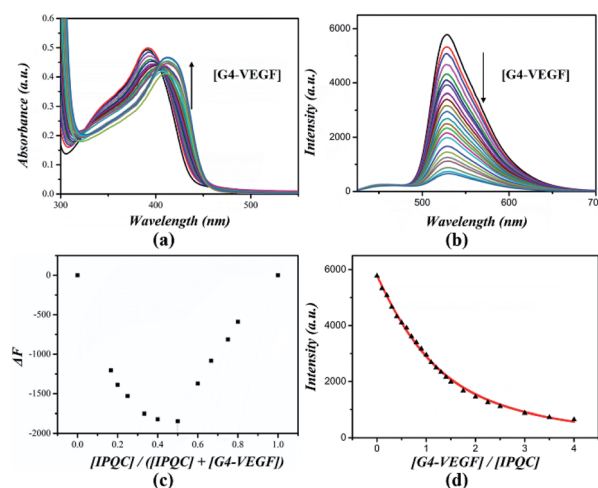 0.6
0.5
0.4
0.3
0.2
0.1
0.0
Absorbance (a.u.)
[G4-VEGF]
300 400 500
Wavelength (nm)
(a)
6000
4000
2000
0
Intensity (a.u.)
[G4-VEGF]
500 600 700
Wavelength (nm)
(b)
0
-500
-1000
-1500
-2000
ΔF
0.0 0.2 0.4 0.6 0.8 1.0
[IPQC] / ([IPQC] + [G4-VEGF])
(c)
6000
4000
2000
0
Intensity (a.u.)
0 1 2 3 4
[G4-VEGF] / [IPQC]
(d)